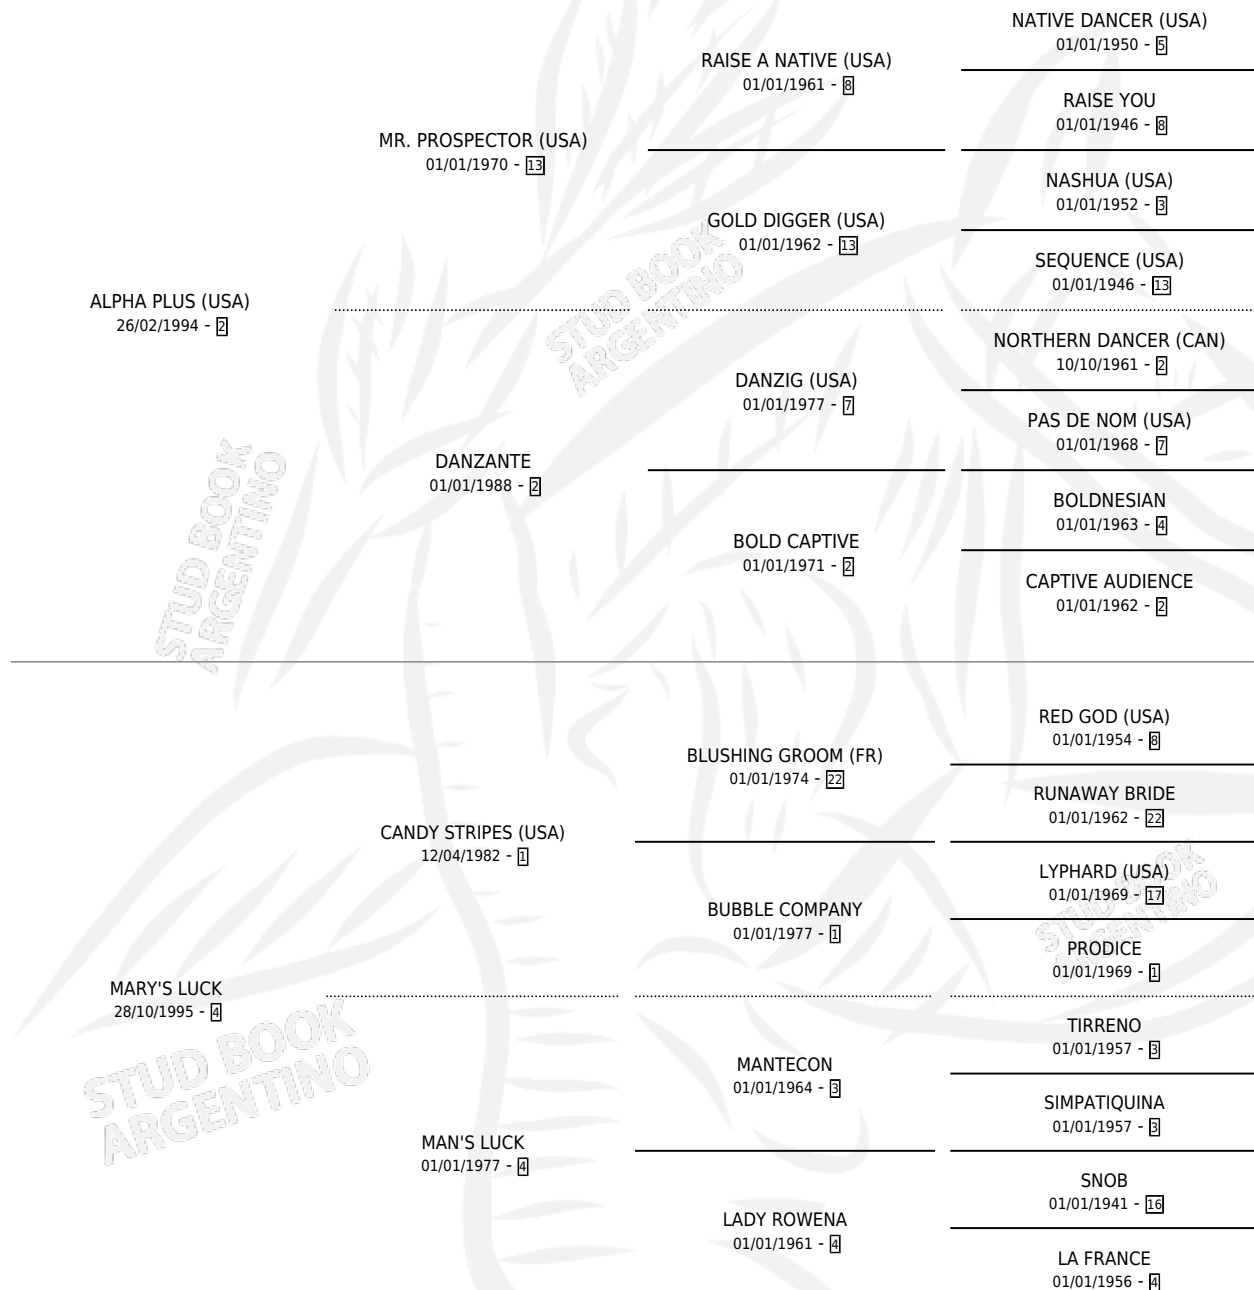 NATIVE DANCER (USA)
01/01/1950 - 5
RAISE A NATIVE (USA)
01/01/1961 - 8
RAISE YOU
01/01/1946 - 8
MR. PROSPECTOR (USA)
01/01/1970 - 13
NASHUA (USA)
01/01/1952 - 3
GOLD DIGGER (USA)
01/01/1962 - 13
SEQUENCE (USA)
01/01/1946 - 13
ALPHA PLUS (USA)
26/02/1994 - 2
STUD BOOK
ARGENTINO
NORTHERN DANCER (CAN)
10/10/1961 - 2
DANZIG (USA)
01/01/1977 - 7
PAS DE NOM (USA)
01/01/1968 - 7
DANZANTE
01/01/1988 - 2
BOLDNESIAN
01/01/1963 - 4
BOLD CAPTIVE
01/01/1971 - 2
CAPTIVE AUDIENCE
01/01/1962 - 2
STUD BOOK
ARGENTINO
RED GOD (USA)
01/01/1954 - 8
BLUSHING GROOM (FR)
01/01/1974 - 22
RUNAWAY BRIDE
01/01/1962 - 22
CANDY STRIPES (USA)
12/04/1982 - 1
LYPHARD (USA)
01/01/1969 - 17
BUBBLE COMPANY
01/01/1977 - 1
STUD BOOK
ARGENTINO
PRODICE
01/01/1969 - 1
MARY'S LUCK
28/10/1995 - 4
STUD BOOK
ARGENTINO
TIRRENO
01/01/1957 - 3
MANTECON
01/01/1964 - 3
SIMPATIQUINA
01/01/1957 - 3
MAN'S LUCK
01/01/1977 - 4
SNOB
01/01/1941 - 16
LADY ROWENA
01/01/1961 - 4
LA FRANCE
01/01/1956 - 4